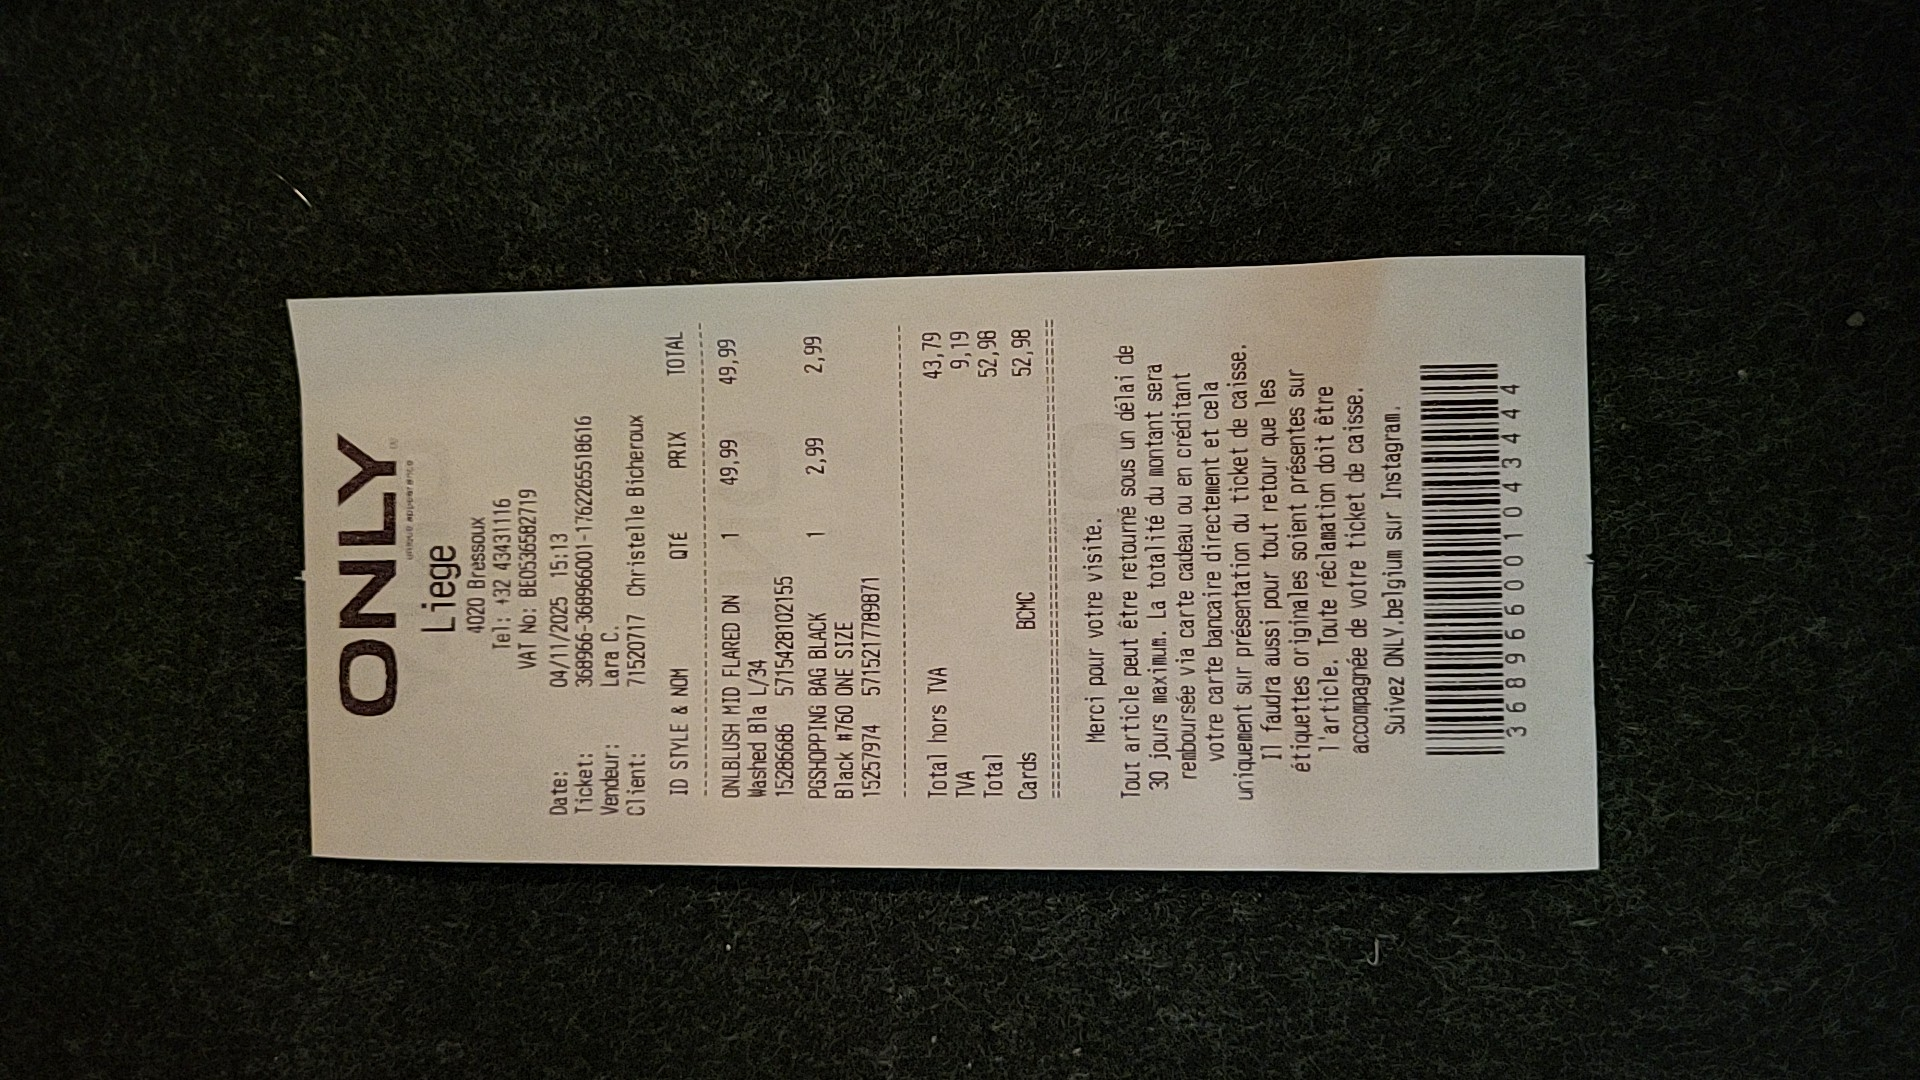 ONLY
Liege
4020 Bressoux
Tel: +32 43431116
VAT No: BE0536582719
Date: 04/11/2025 15:13
Ticket: 368966-368966001-1762265518616
Vendeur: Lara C.
Client: 71520717 Christelle Bicheroux
ID STYLE & NOM QTÉ PRIX TOTAL
ONLBLUSH MID FLARED DN 1 49,99 49,99
Washed Bla L/34
15286686 5715428102155
PGSHOPPING BAG BLACK 1 2,99 2,99
Black #760 ONE SIZE
15257974 5715217789871
Total hors TVA 43,79
TVA 9,19
Total 52,98
Cards BCMC 52,98
Merci pour votre visite.
Tout article peut être retourné sous un délai de
30 jours maximum. La totalité du montant sera
remboursée via carte cadeau ou en créditant
votre carte bancaire directement et cela
uniquement sur présentation du ticket de caisse.
Il faudra aussi pour tout retour que les
étiquettes originales soient présentes sur
l'article. Toute réclamation doit être
accompagnée de votre ticket de caisse.
Suivez ONLY.belgium sur Instagram.
368966001043444